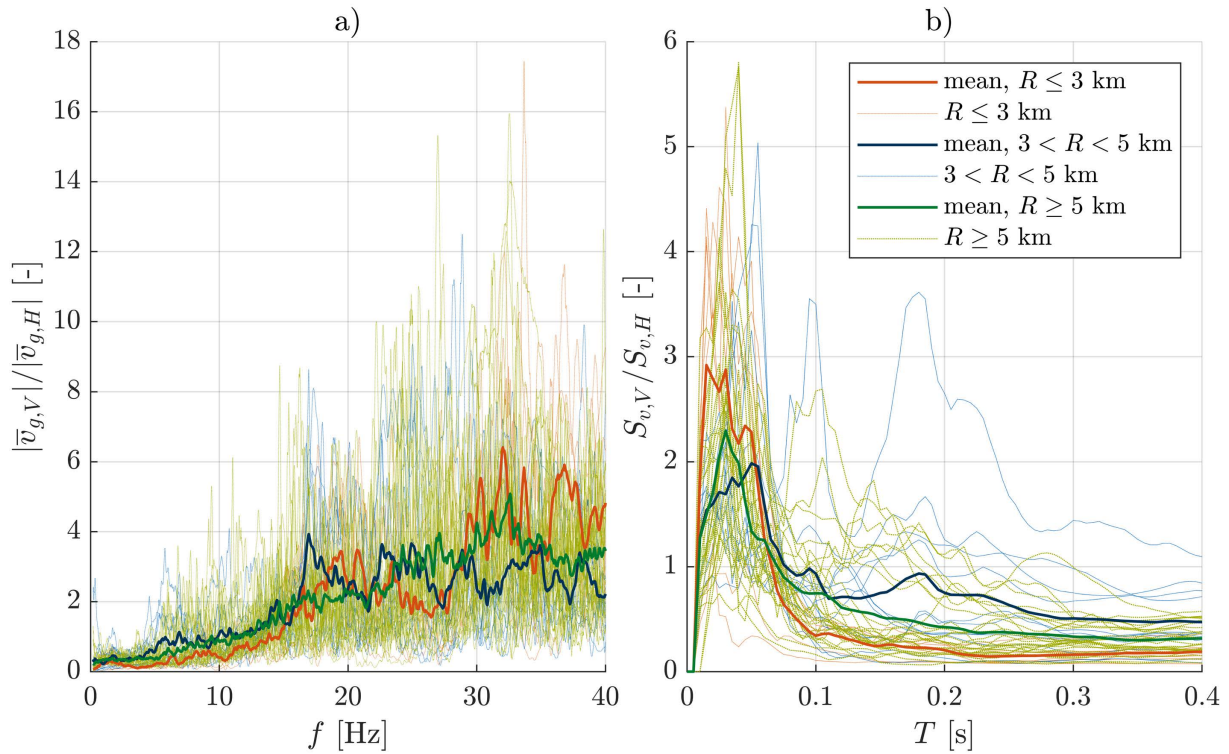 a)
18
16
14
12
10
8
6
4
2
0
|v̅g,V|/|v̅g,H| [-]
0
10
20
30
40
f [Hz]
b)
6
5
4
3
2
1
0
Sv,V/Sv,H [-]
0
0.1
0.2
0.3
0.4
T [s]
mean, R ≤ 3 km
R ≤ 3 km
mean, 3 < R < 5 km
3 < R < 5 km
mean, R ≥ 5 km
R ≥ 5 km